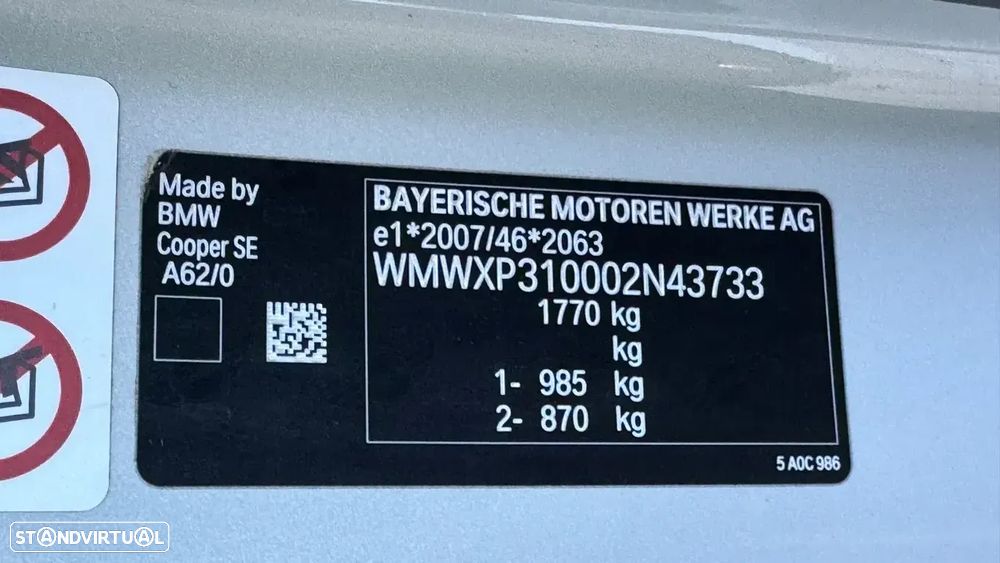 Made by
BMW
Cooper SE
A62/0
BAYERISCHE MOTOREN WERKE AG
e1*2007/46*2063
WMWXP310002N43733
1770 kg
kg
1- 985 kg
2- 870 kg
5 A0C 986
STANDVIRTUAL